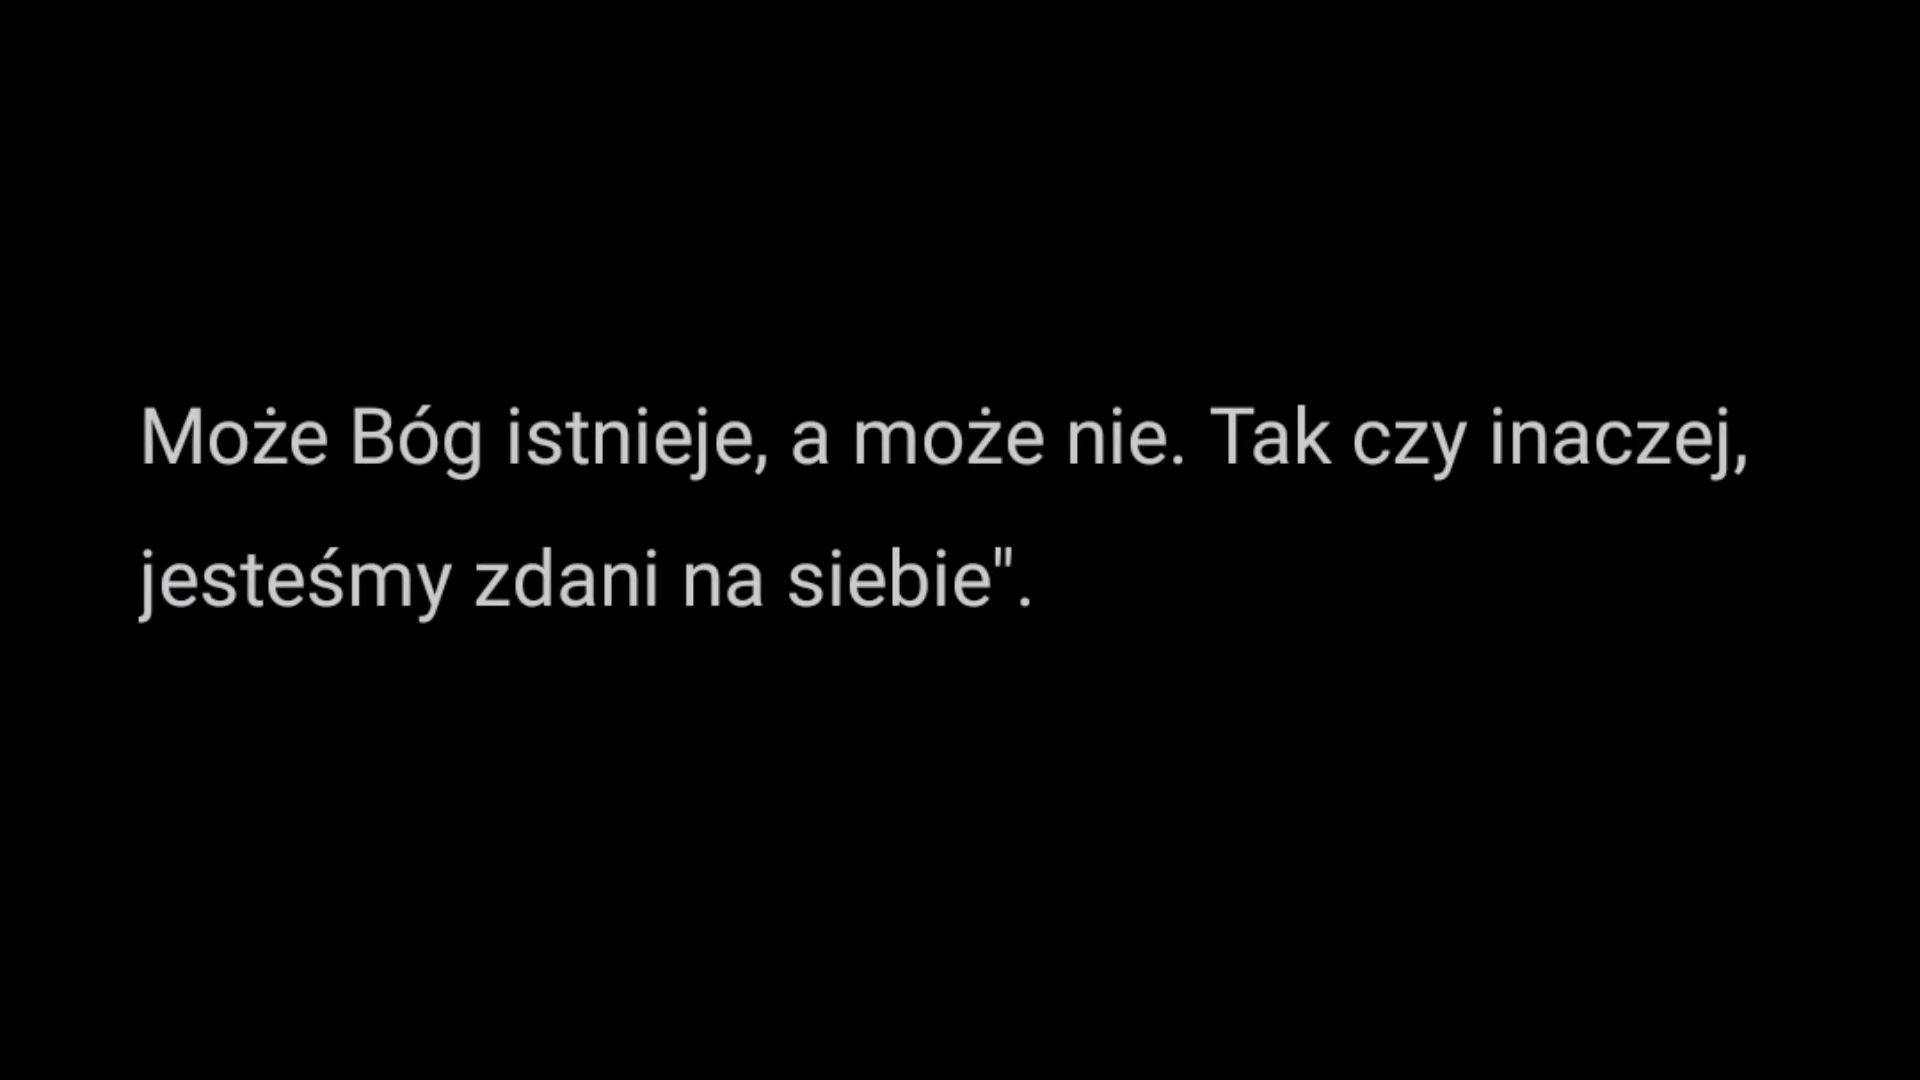 Może Bóg istnieje, a może nie. Tak czy inaczej,
jesteśmy zdani na siebie".